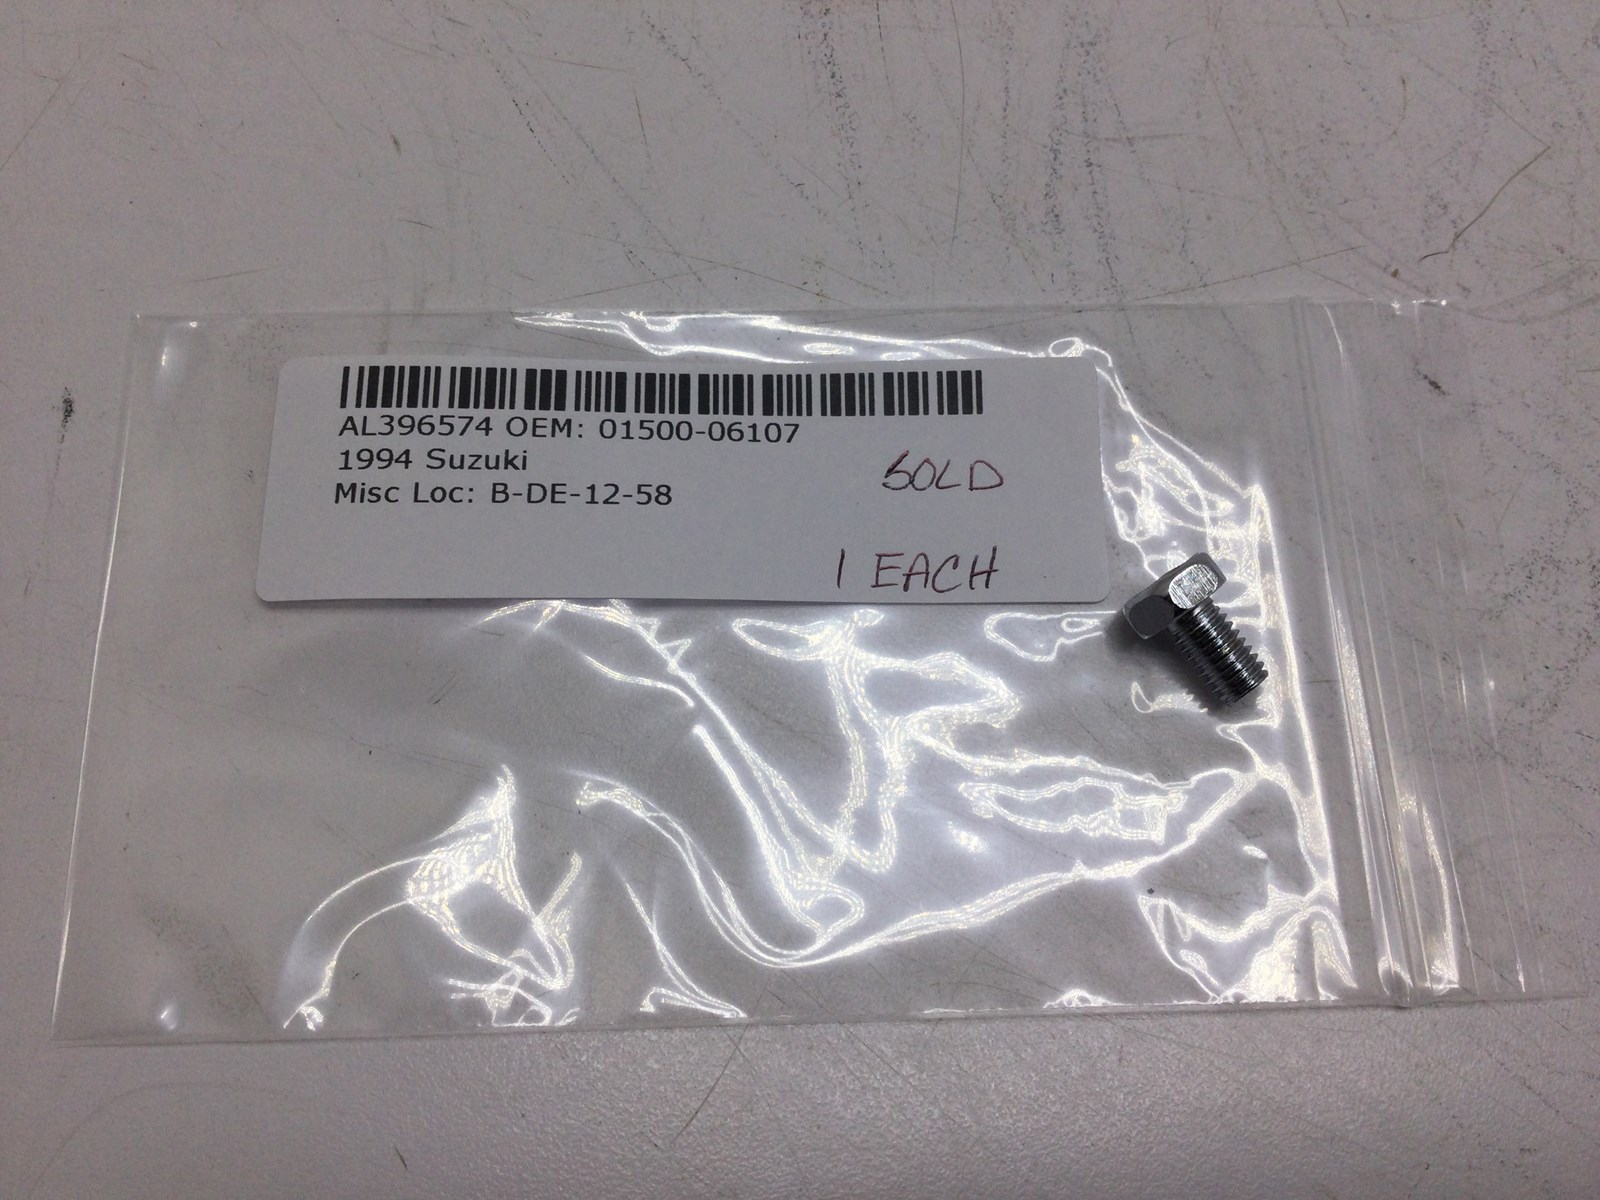 AL396574 OEM: 01500-06107
1994 Suzuki
Misc Loc: B-DE-12-58
SOLD
1 EACH